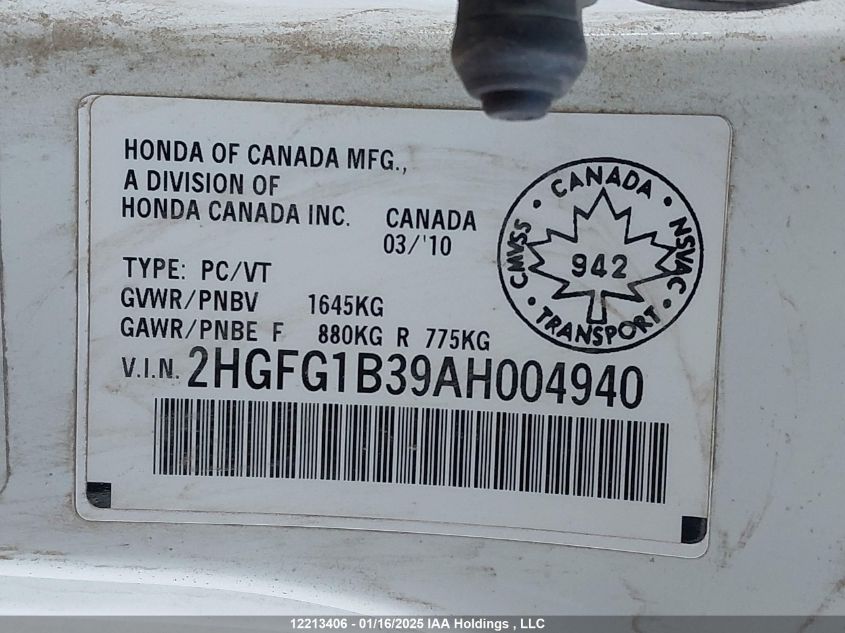 HONDA OF CANADA MFG.,
A DIVISION OF
HONDA CANADA INC.
CANADA
03/'10
TYPE: PC/VT
GVWR/PNBV 1645KG
GAWR/PNBE F 880KG R 775KG
V.I.N. 2HGFG1B39AH004940
CMVSS • CANADA • NSVAC • TRANSPORT •
942
12213406 - 01/16/2025 IAA Holdings , LLC